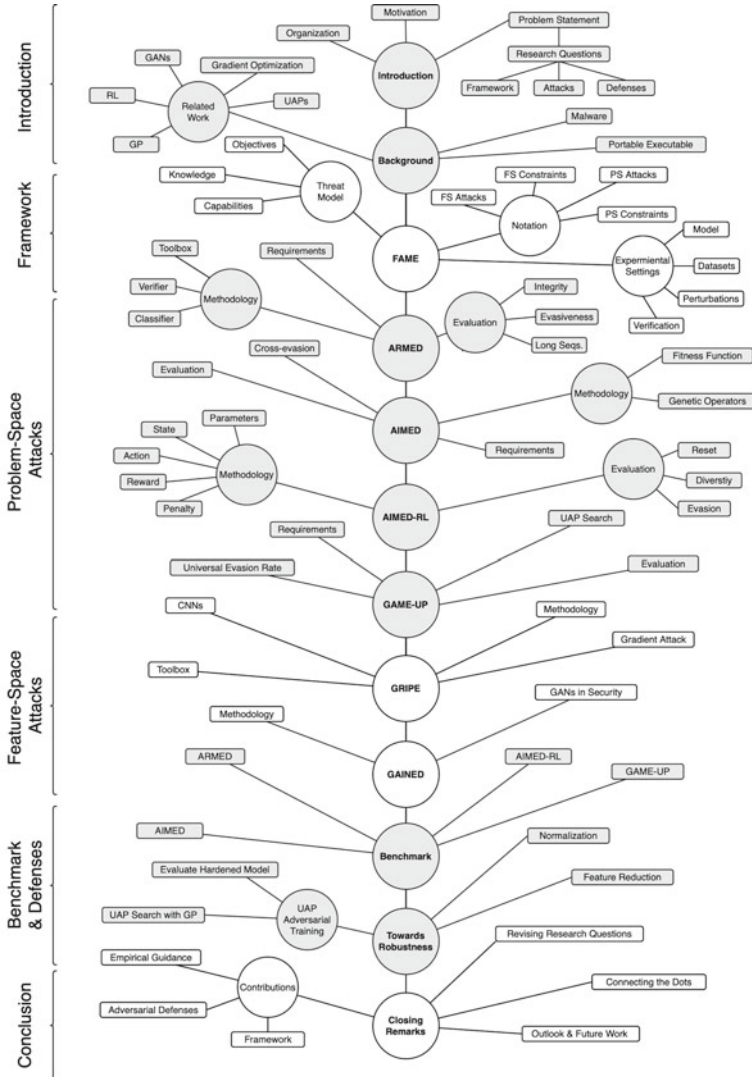 Introduction
Motivation
Organization
Problem Statement
GANs
Gradient Optimization
Introduction
Research Questions
RL
Related
Work
UAPs
Framework
Attacks
Defenses
GP
Malware
Background
Portable Executable
Framework
Objectives
Knowledge
Threat
Model
Capabilities
FS Constraints
PS Attacks
FS Attacks
Notation
PS Constraints
FAME
Model
Expermiental
Settings
Datasets
Perturbations
Verification
Problem-Space
Attacks
Toolbox
Requirements
Verifier
Methodology
Classifier
Integrity
Evaluation
Evasiveness
Long Seqs.
ARMED
Cross-evasion
Evaluation
Fitness Function
Methodology
Genetic Operators
AIMED
Requirements
Parameters
State
Action
Methodology
Reward
Penalty
Reset
Evaluation
Diverstiy
Evasion
AIMED-RL
Requirements
UAP Search
Universal Evasion Rate
Evaluation
GAME-UP
Feature-Space
Attacks
CNNs
Methodology
Gradient Attack
Toolbox
GRIPE
GANs in Security
Methodology
GAINED
Benchmark
& Defenses
ARMED
AIMED-RL
GAME-UP
AIMED
Benchmark
Normalization
Evaluate Hardened Model
Feature Reduction
UAP Search with GP
UAP
Adversarial
Training
Towards
Robustness
Conclusion
Revising Research Questions
Empirical Guidance
Contributions
Connecting the Dots
Adversarial Defenses
Closing
Remarks
Framework
Outlook & Future Work